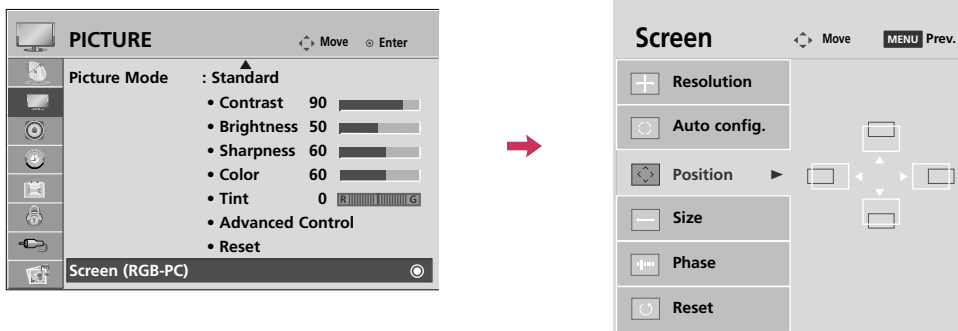 PICTURE Move Enter
Picture Mode : Standard
• Contrast 90
• Brightness 50
• Sharpness 60
• Color 60
• Tint 0 R G
• Advanced Control
• Reset
Screen (RGB-PC)
Screen Move MENU Prev.
Resolution
Auto config.
Position
Size
Phase
Reset